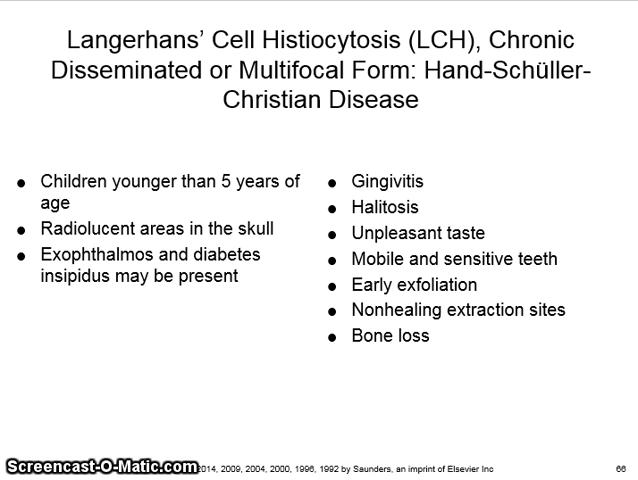 Langerhans’ Cell Histiocytosis (LCH), Chronic
Disseminated or Multifocal Form: Hand-Schüller-
Christian Disease
● Children younger than 5 years of
age
● Radiolucent areas in the skull
● Exophthalmos and diabetes
insipidus may be present
● Gingivitis
● Halitosis
● Unpleasant taste
● Mobile and sensitive teeth
● Early exfoliation
● Nonhealing extraction sites
● Bone loss
Screencast-O-Matic.com
2014, 2009, 2004, 2000, 1996, 1992 by Saunders, an imprint of Elsevier Inc
66